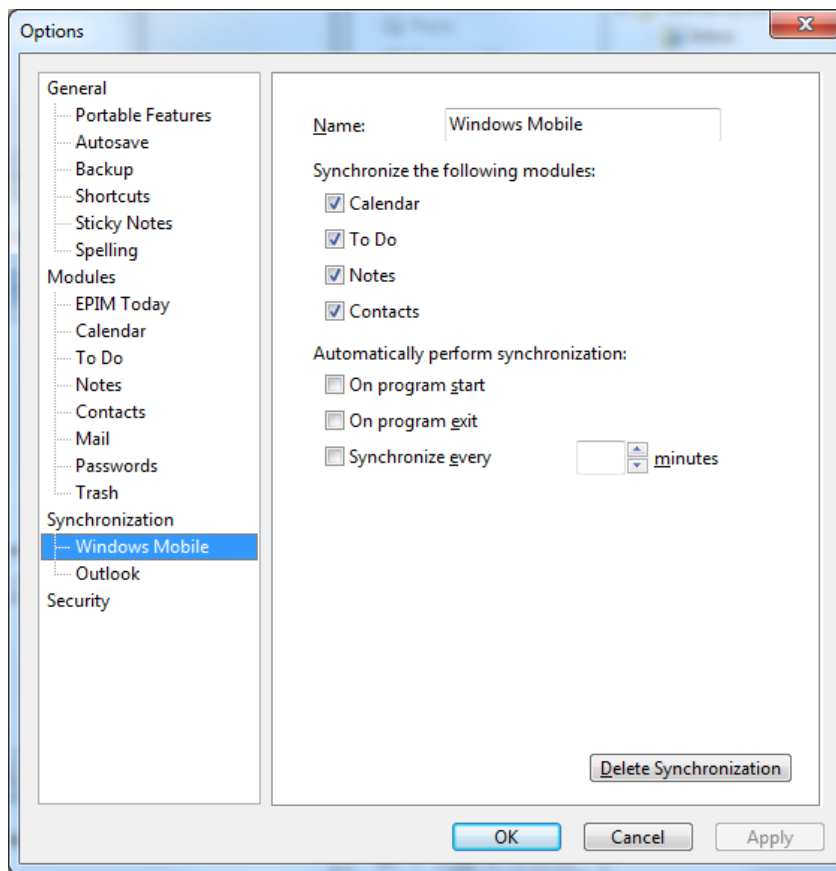 Options
General
Portable Features
Autosave
Backup
Shortcuts
Sticky Notes
Spelling
Modules
EPIM Today
Calendar
To Do
Notes
Contacts
Mail
Passwords
Trash
Synchronization
Windows Mobile
Outlook
Security
Name: Windows Mobile
Synchronize the following modules:
Calendar
To Do
Notes
Contacts
Automatically perform synchronization:
On program start
On program exit
Synchronize every minutes
Delete Synchronization
OK Cancel Apply